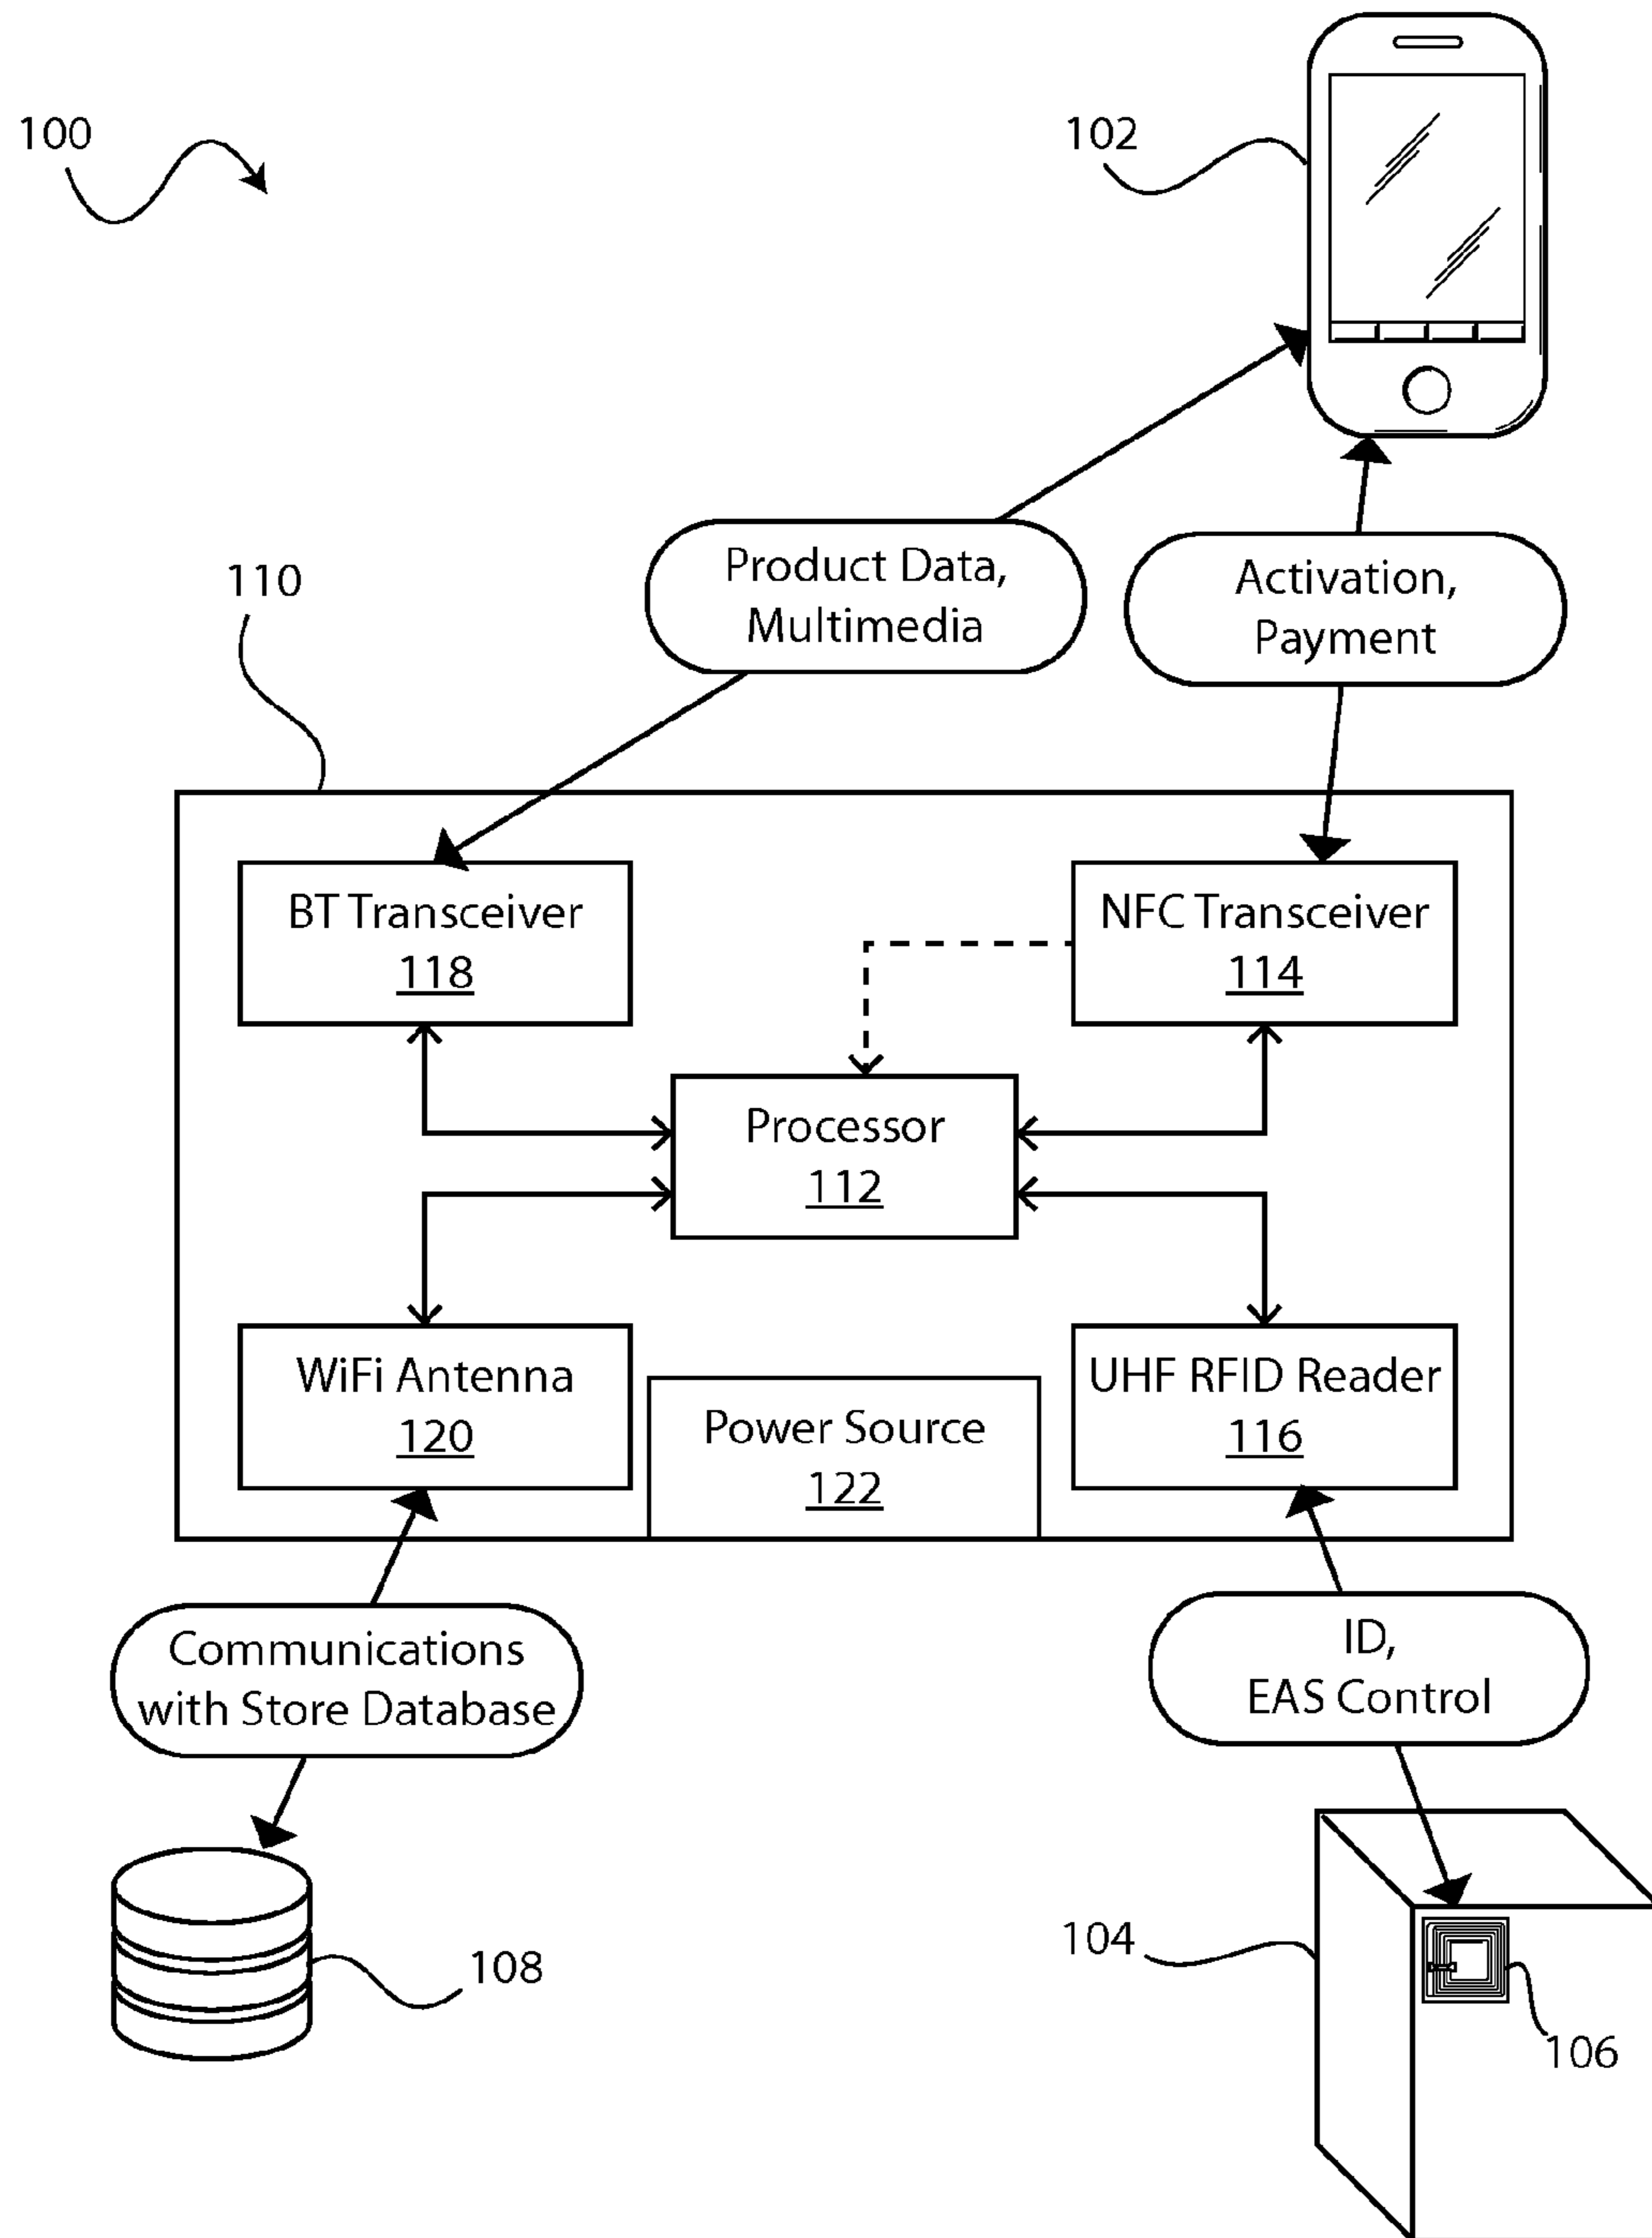 100
102
110
Product Data,
Multimedia
Activation,
Payment
BT Transceiver
118
NFC Transceiver
114
Processor
112
WiFi Antenna
120
Power Source
122
UHF RFID Reader
116
Communications
with Store Database
ID,
EAS Control
108
104
106